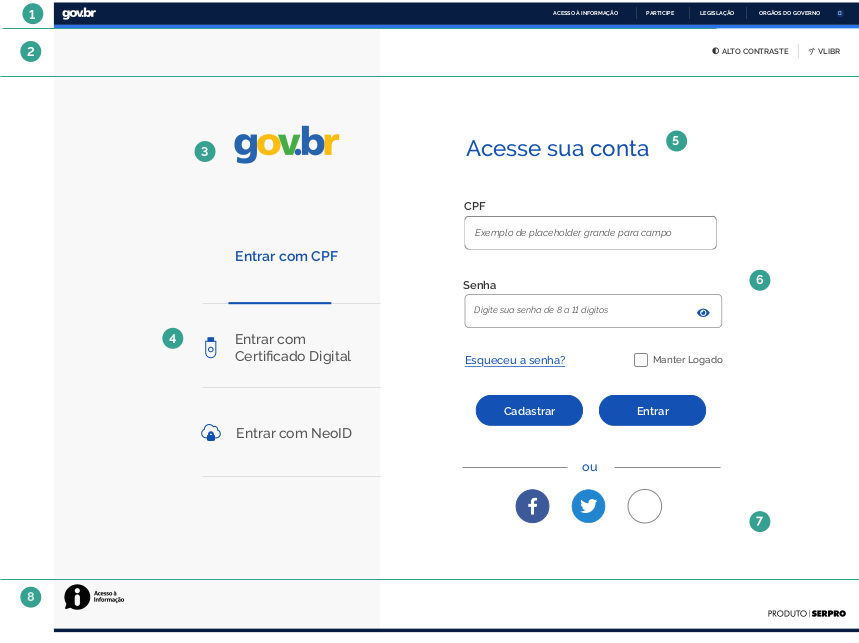 1
gov.br
ACESSO À INFORMAÇÃO
PARTICIPE
LEGISLAÇÃO
ORGÃOS DO GOVERNO
2
ALTO CONTRASTE
VLIBR
3
gov.br
Acesse sua conta
5
CPF
Exemplo de placeholder grande para campo
Entrar com CPF
Senha
6
Digite sua senha de 8 a 11 digitos
4
Entrar com
Certificado Digital
Esqueceu a senha?
Manter Logado
Cadastrar
Entrar
Entrar com NeoID
ou
7
8
Acesso à
Informação
PRODUTO | SERPRO